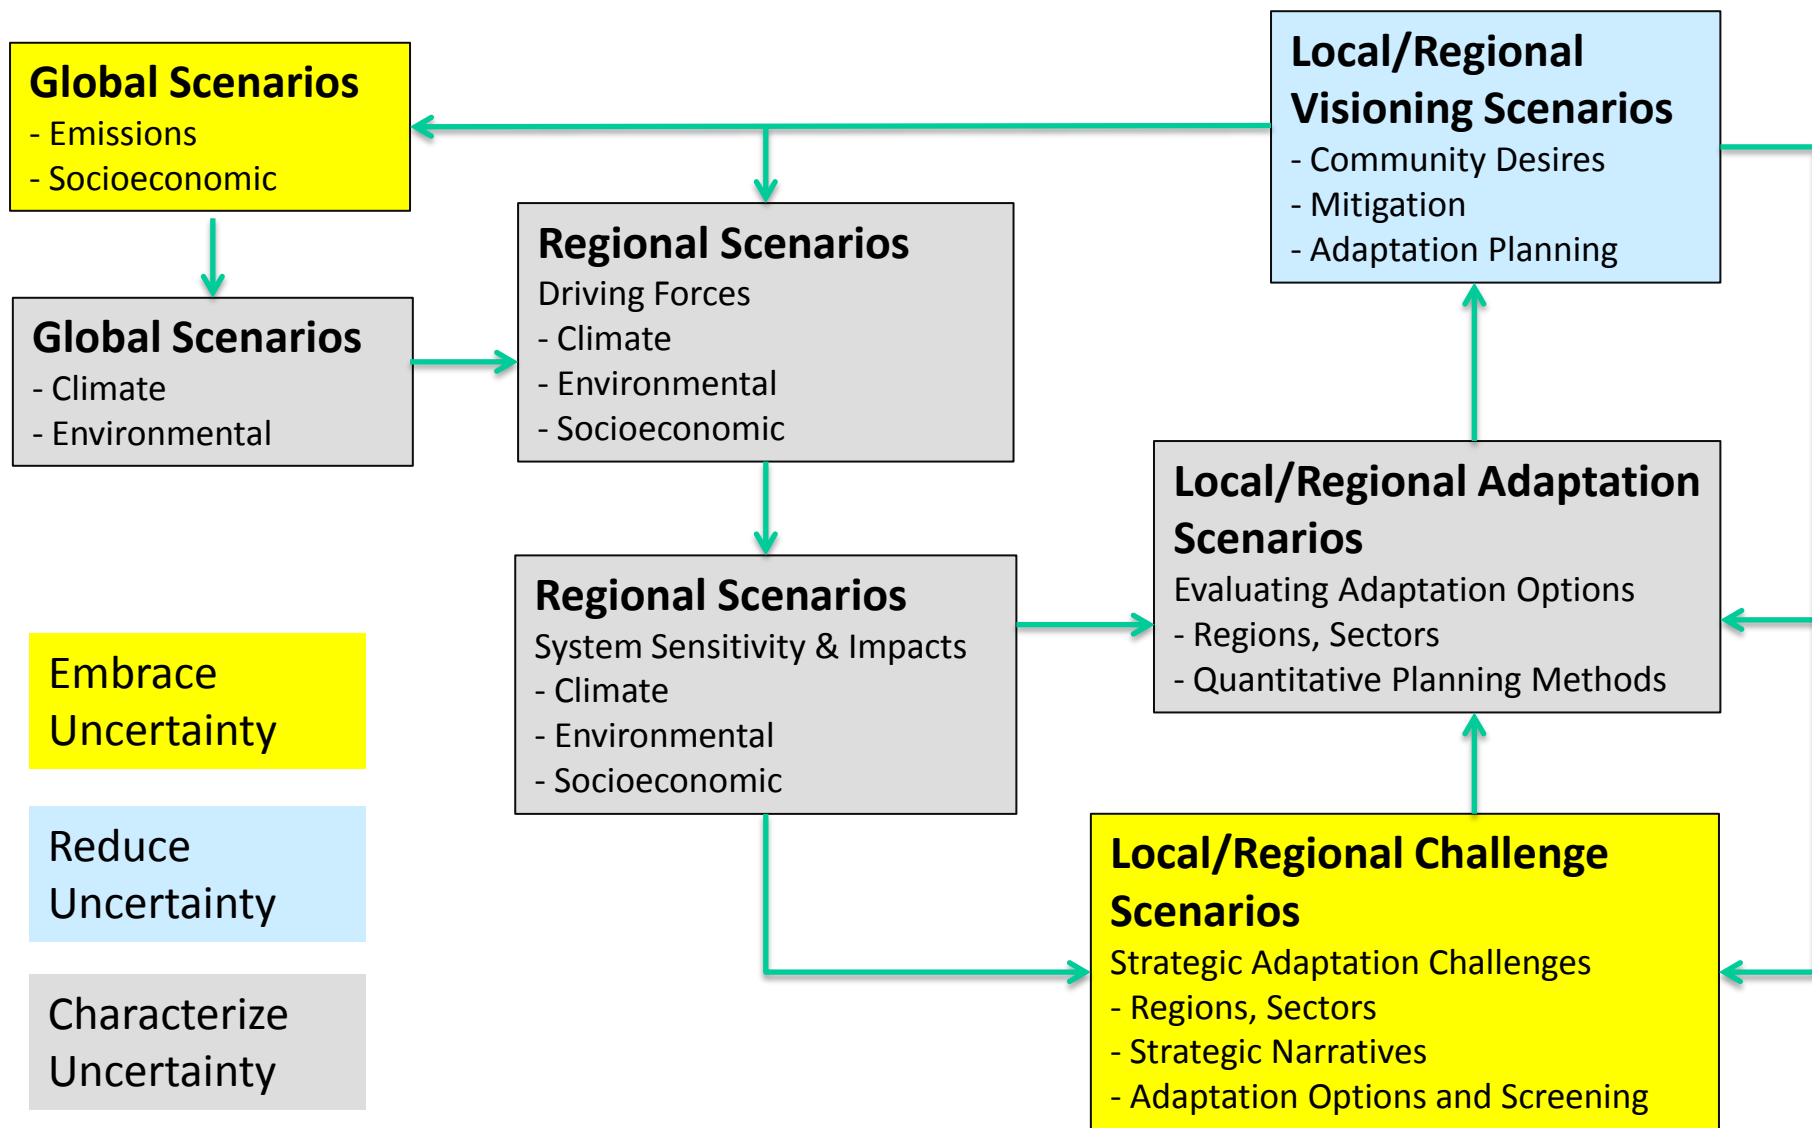 Global Scenarios
- Emissions
- Socioeconomic
Global Scenarios
- Climate
- Environmental
Regional Scenarios
Driving Forces
- Climate
- Environmental
- Socioeconomic
Regional Scenarios
System Sensitivity & Impacts
- Climate
- Environmental
- Socioeconomic
Local/Regional
Visioning Scenarios
- Community Desires
- Mitigation
- Adaptation Planning
Local/Regional Adaptation
Scenarios
Evaluating Adaptation Options
- Regions, Sectors
- Quantitative Planning Methods
Local/Regional Challenge
Scenarios
Strategic Adaptation Challenges
- Regions, Sectors
- Strategic Narratives
- Adaptation Options and Screening
Embrace
Uncertainty
Reduce
Uncertainty
Characterize
Uncertainty